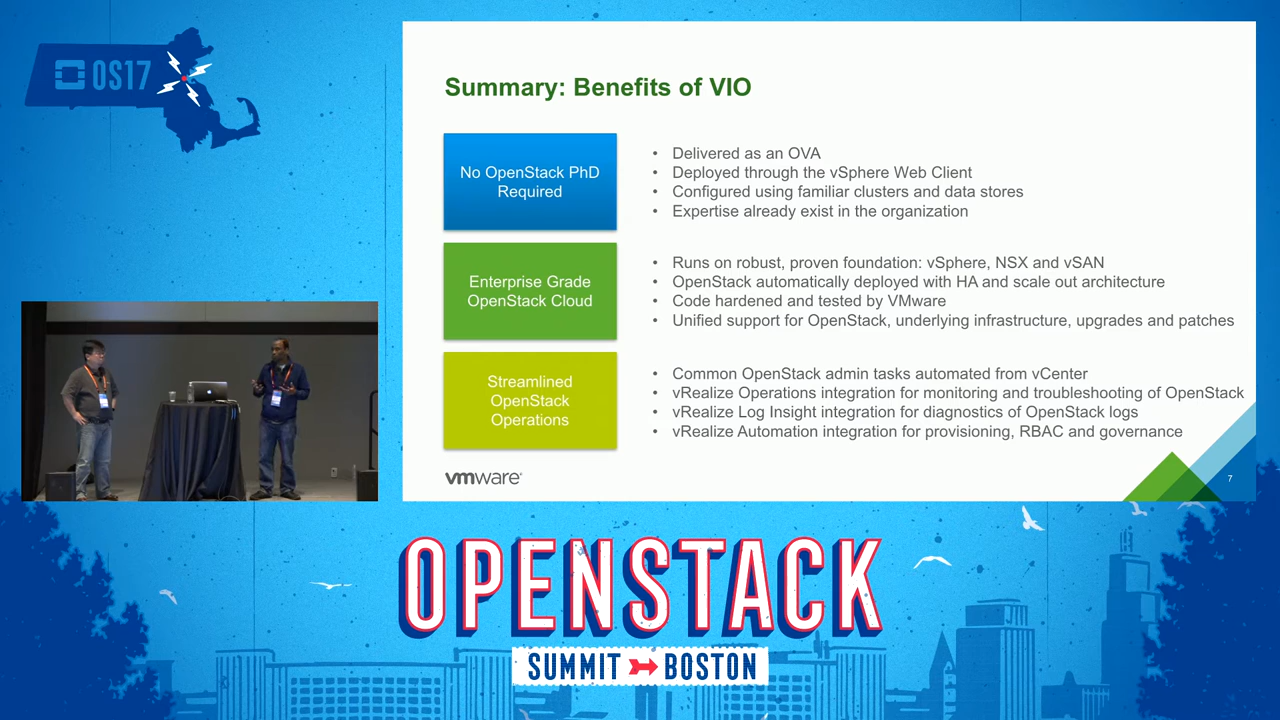 OS17
Summary: Benefits of VIO
No OpenStack PhD
Required
• Delivered as an OVA
• Deployed through the vSphere Web Client
• Configured using familiar clusters and data stores
• Expertise already exist in the organization
Enterprise Grade
OpenStack Cloud
• Runs on robust, proven foundation: vSphere, NSX and vSAN
• OpenStack automatically deployed with HA and scale out architecture
• Code hardened and tested by VMware
• Unified support for OpenStack, underlying infrastructure, upgrades and patches
Streamlined
OpenStack
Operations
• Common OpenStack admin tasks automated from vCenter
• vRealize Operations integration for monitoring and troubleshooting of OpenStack
• vRealize Log Insight integration for diagnostics of OpenStack logs
• vRealize Automation integration for provisioning, RBAC and governance
vmware®
7
OPENSTACK
SUMMIT BOSTON